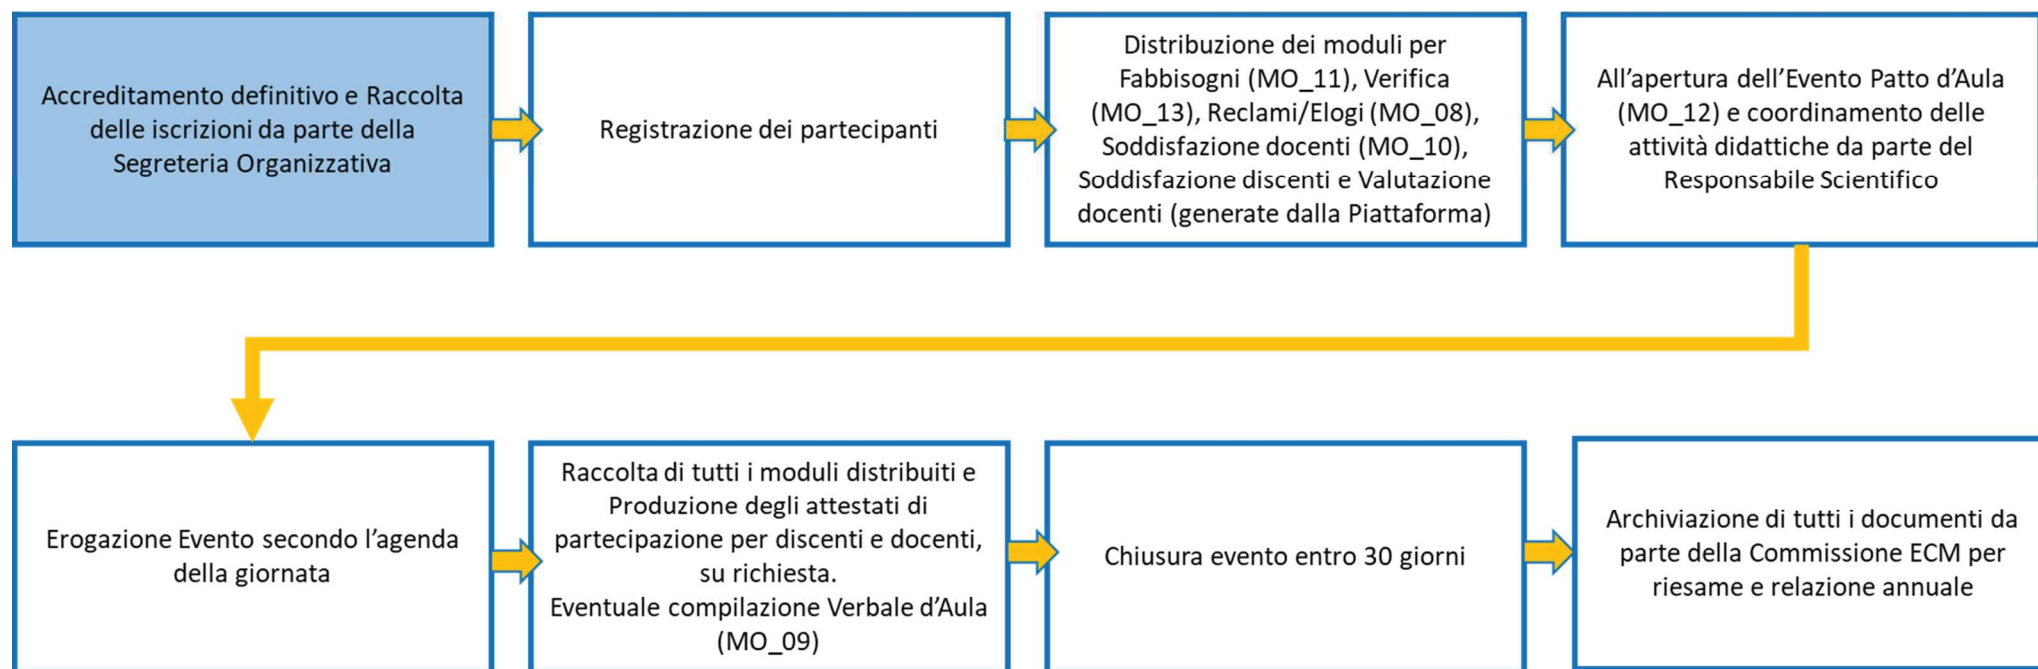 Accreditamento definitivo e Raccolta
delle iscrizioni da parte della
Segreteria Organizzativa
Registrazione dei partecipanti
Distribuzione dei moduli per
Fabbisogni (MO_11), Verifica
(MO_13), Reclami/Elogi (MO_08),
Soddisfazione docenti (MO_10),
Soddisfazione discenti e Valutazione
docenti (generate dalla Piattaforma)
All’apertura dell’Evento Patto d’Aula
(MO_12) e coordinamento delle
attività didattiche da parte del
Responsabile Scientifico
Erogazione Evento secondo l’agenda
della giornata
Raccolta di tutti i moduli distribuiti e
Produzione degli attestati di
partecipazione per discenti e docenti,
su richiesta.
Eventuale compilazione Verbale d’Aula
(MO_09)
Chiusura evento entro 30 giorni
Archiviazione di tutti i documenti da
parte della Commissione ECM per
riesame e relazione annuale